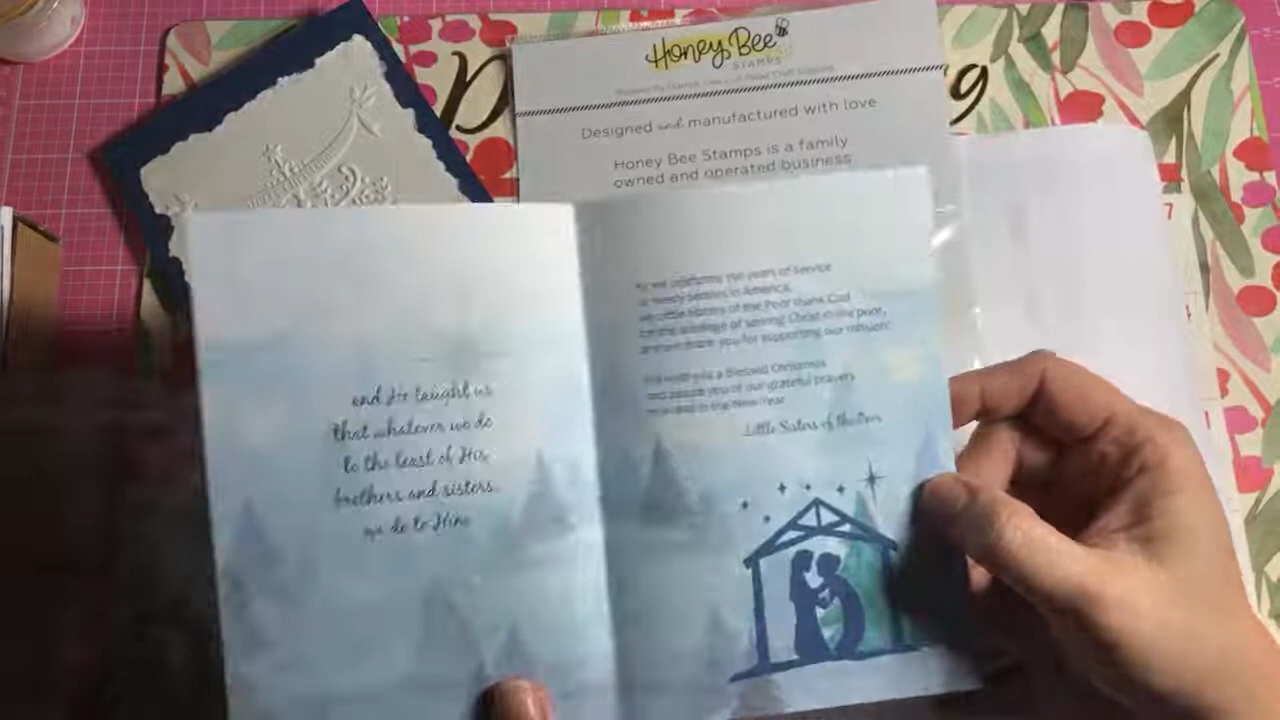 Honey Bee
STAMPS
Designed and manufactured with love
Honey Bee Stamps is a family
owned and operated business
g
7
and He taught us
that whatever we do
to the least of His
brothers and sisters
we do to Him
As we celebrate 150 years of Service
to needy Seniors in America,
we Little Sisters of the Poor thank God
for the privilege of serving Christ in the poor,
and we thank you for supporting our mission!
We wish you a Blessed Christmas
and assure you of our grateful prayers
in the New Year
Little Sisters of the Poor